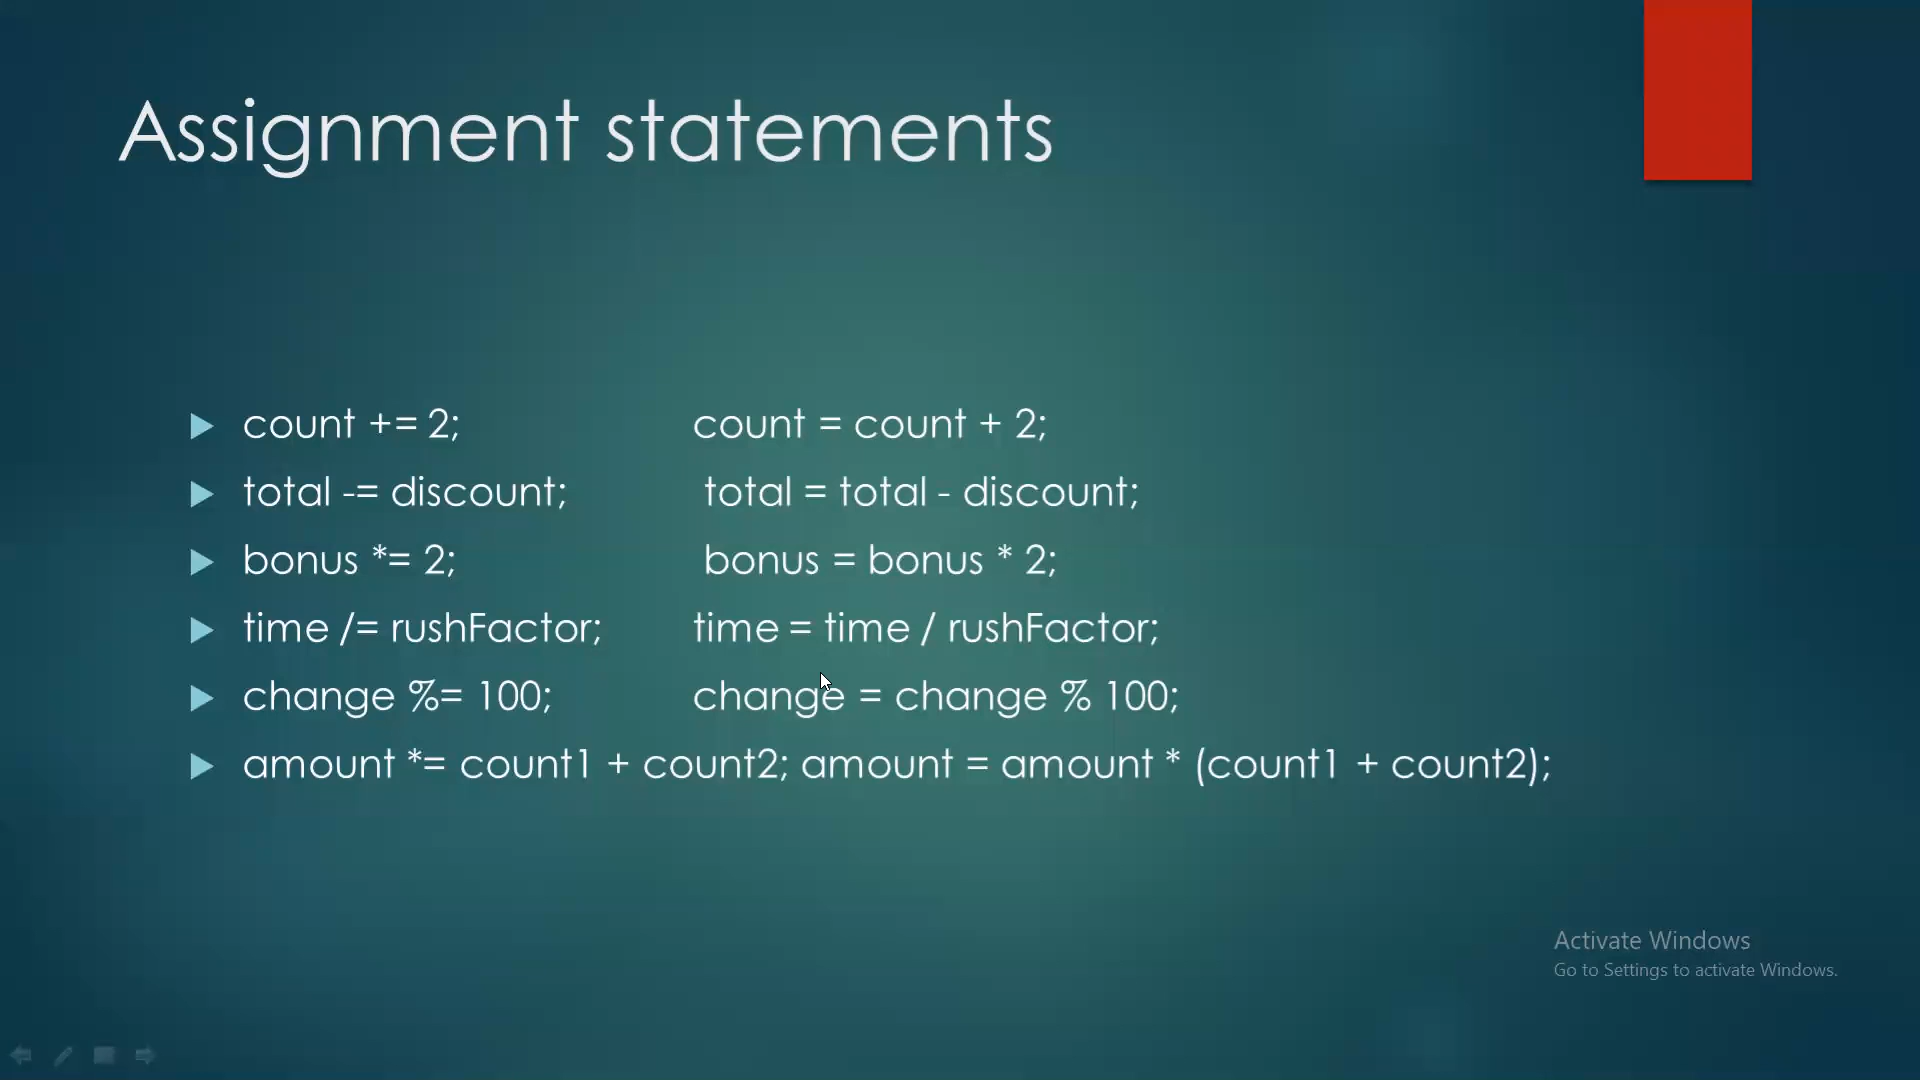 Assignment statements
count += 2; count = count + 2;
total -= discount; total = total - discount;
bonus *= 2; bonus = bonus * 2;
time /= rushFactor; time = time / rushFactor;
change %= 100; change = change % 100;
amount *= count1 + count2; amount = amount * (count1 + count2);
Activate Windows
Go to Settings to activate Windows.